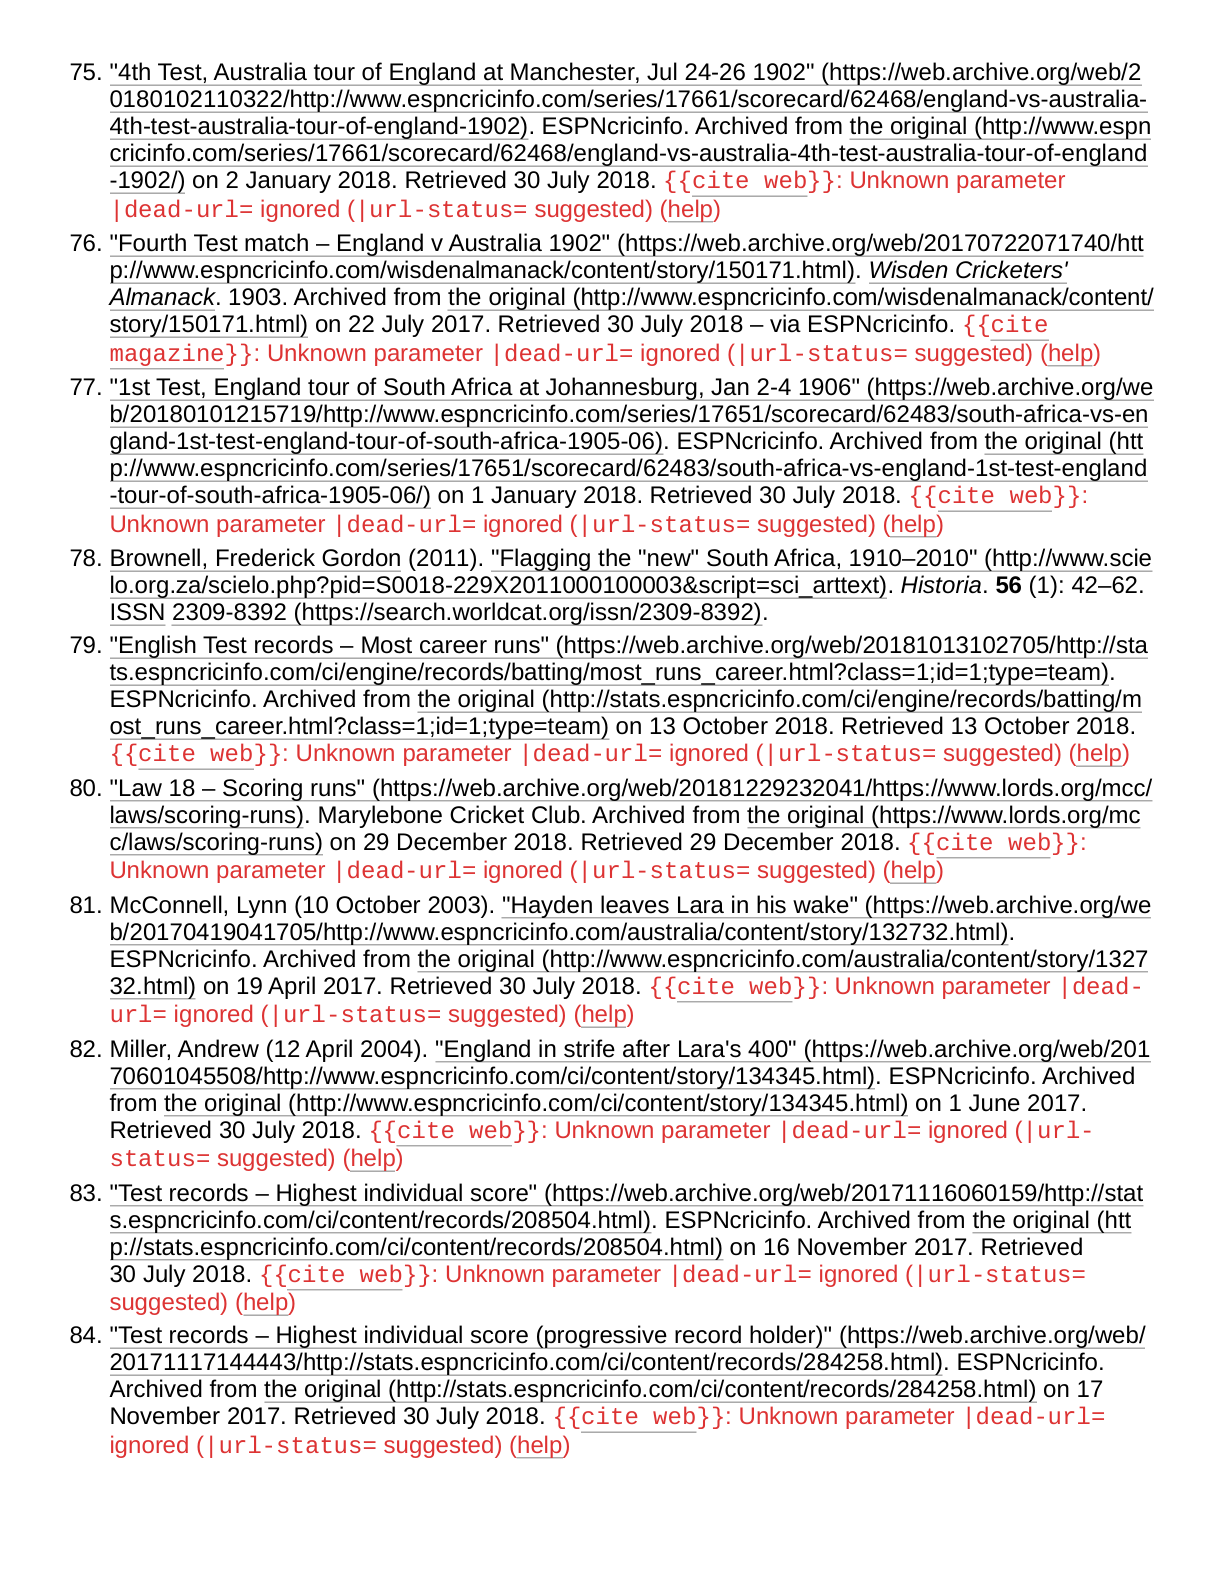 75. "4th Test, Australia tour of England at Manchester, Jul 24-26 1902" (https://web.archive.org/web/2
0180102110322/http://www.espncricinfo.com/series/17661/scorecard/62468/england-vs-australia-
4th-test-australia-tour-of-england-1902). ESPNcricinfo. Archived from the original (http://www.espn
cricinfo.com/series/17661/scorecard/62468/england-vs-australia-4th-test-australia-tour-of-england
-1902/) on 2 January 2018. Retrieved 30 July 2018. {{cite web}}: Unknown parameter
|dead-url= ignored (|url-status= suggested) (help)
76. "Fourth Test match – England v Australia 1902" (https://web.archive.org/web/20170722071740/htt
p://www.espncricinfo.com/wisdenalmanack/content/story/150171.html). Wisden Cricketers'
Almanack. 1903. Archived from the original (http://www.espncricinfo.com/wisdenalmanack/content/
story/150171.html) on 22 July 2017. Retrieved 30 July 2018 – via ESPNcricinfo. {{cite
magazine}}: Unknown parameter |dead-url= ignored (|url-status= suggested) (help)
77. "1st Test, England tour of South Africa at Johannesburg, Jan 2-4 1906" (https://web.archive.org/we
b/20180101215719/http://www.espncricinfo.com/series/17651/scorecard/62483/south-africa-vs-en
gland-1st-test-england-tour-of-south-africa-1905-06). ESPNcricinfo. Archived from the original (htt
p://www.espncricinfo.com/series/17651/scorecard/62483/south-africa-vs-england-1st-test-england
-tour-of-south-africa-1905-06/) on 1 January 2018. Retrieved 30 July 2018. {{cite web}}:
Unknown parameter |dead-url= ignored (|url-status= suggested) (help)
78. Brownell, Frederick Gordon (2011). "Flagging the "new" South Africa, 1910–2010" (http://www.scie
lo.org.za/scielo.php?pid=S0018-229X2011000100003&script=sci_arttext). Historia. 56 (1): 42–62.
ISSN 2309-8392 (https://search.worldcat.org/issn/2309-8392).
79. "English Test records – Most career runs" (https://web.archive.org/web/20181013102705/http://sta
ts.espncricinfo.com/ci/engine/records/batting/most_runs_career.html?class=1;id=1;type=team).
ESPNcricinfo. Archived from the original (http://stats.espncricinfo.com/ci/engine/records/batting/m
ost_runs_career.html?class=1;id=1;type=team) on 13 October 2018. Retrieved 13 October 2018.
{{cite web}}: Unknown parameter |dead-url= ignored (|url-status= suggested) (help)
80. "Law 18 – Scoring runs" (https://web.archive.org/web/20181229232041/https://www.lords.org/mcc/
laws/scoring-runs). Marylebone Cricket Club. Archived from the original (https://www.lords.org/mc
c/laws/scoring-runs) on 29 December 2018. Retrieved 29 December 2018. {{cite web}}:
Unknown parameter |dead-url= ignored (|url-status= suggested) (help)
81. McConnell, Lynn (10 October 2003). "Hayden leaves Lara in his wake" (https://web.archive.org/we
b/20170419041705/http://www.espncricinfo.com/australia/content/story/132732.html).
ESPNcricinfo. Archived from the original (http://www.espncricinfo.com/australia/content/story/1327
32.html) on 19 April 2017. Retrieved 30 July 2018. {{cite web}}: Unknown parameter |dead-
url= ignored (|url-status= suggested) (help)
82. Miller, Andrew (12 April 2004). "England in strife after Lara's 400" (https://web.archive.org/web/201
70601045508/http://www.espncricinfo.com/ci/content/story/134345.html). ESPNcricinfo. Archived
from the original (http://www.espncricinfo.com/ci/content/story/134345.html) on 1 June 2017.
Retrieved 30 July 2018. {{cite web}}: Unknown parameter |dead-url= ignored (|url-
status= suggested) (help)
83. "Test records – Highest individual score" (https://web.archive.org/web/20171116060159/http://stat
s.espncricinfo.com/ci/content/records/208504.html). ESPNcricinfo. Archived from the original (htt
p://stats.espncricinfo.com/ci/content/records/208504.html) on 16 November 2017. Retrieved
30 July 2018. {{cite web}}: Unknown parameter |dead-url= ignored (|url-status=
suggested) (help)
84. "Test records – Highest individual score (progressive record holder)" (https://web.archive.org/web/
20171117144443/http://stats.espncricinfo.com/ci/content/records/284258.html). ESPNcricinfo.
Archived from the original (http://stats.espncricinfo.com/ci/content/records/284258.html) on 17
November 2017. Retrieved 30 July 2018. {{cite web}}: Unknown parameter |dead-url=
ignored (|url-status= suggested) (help)